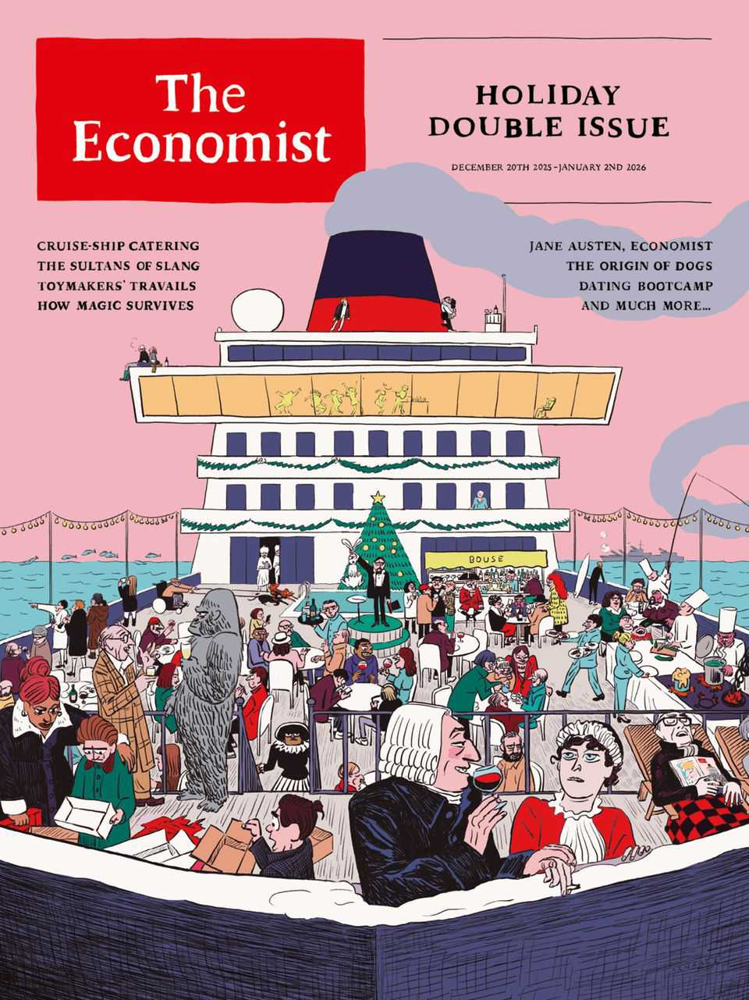 The
Economist
HOLIDAY
DOUBLE ISSUE
DECEMBER 20TH 2025–JANUARY 2ND 2026
CRUISE-SHIP CATERING
THE SULTANS OF SLANG
TOYMAKERS' TRAVAILS
HOW MAGIC SURVIVES
JANE AUSTEN, ECONOMIST
THE ORIGIN OF DOGS
DATING BOOTCAMP
AND MUCH MORE...
BOUSE